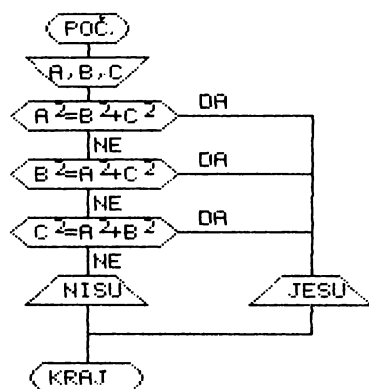 POČ.
A,B,C
A²=B²+C² DA
NE
B²=A²+C² DA
NE
C²=A²+B² DA
NE
NISU JESU
KRAJ